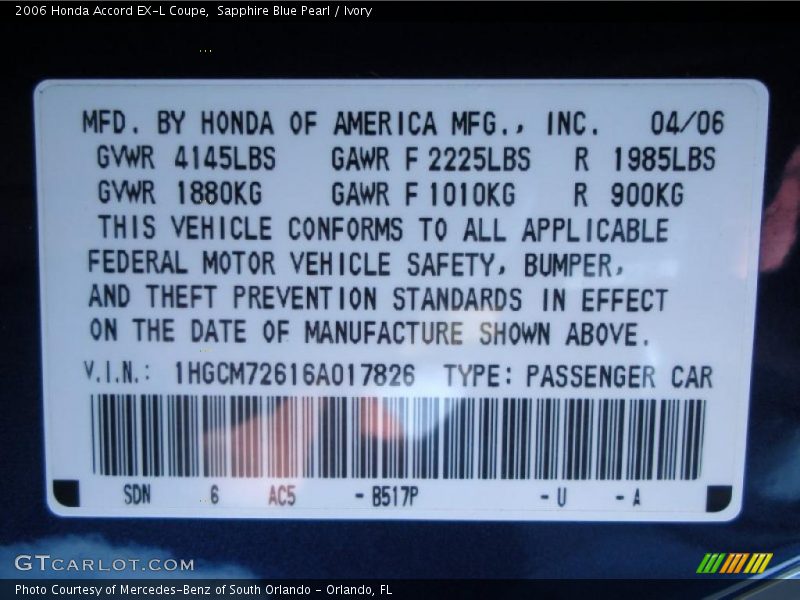 2006 Honda Accord EX-L Coupe,  Sapphire Blue Pearl / Ivory
MFD. BY HONDA OF AMERICA MFG., INC. 04/06
GVWR 4145LBS GAWR F 2225LBS R 1985LBS
GVWR 1880KG GAWR F 1010KG R 900KG
THIS VEHICLE CONFORMS TO ALL APPLICABLE
FEDERAL MOTOR VEHICLE SAFETY, BUMPER,
AND THEFT PREVENTION STANDARDS IN EFFECT
ON THE DATE OF MANUFACTURE SHOWN ABOVE.
V.I.N.: 1HGCM72616A017826 TYPE: PASSENGER CAR
SDN 6 AC5 - B517P - U - A
GTCARLOT.COM
Photo Courtesy of Mercedes-Benz of South Orlando - Orlando, FL